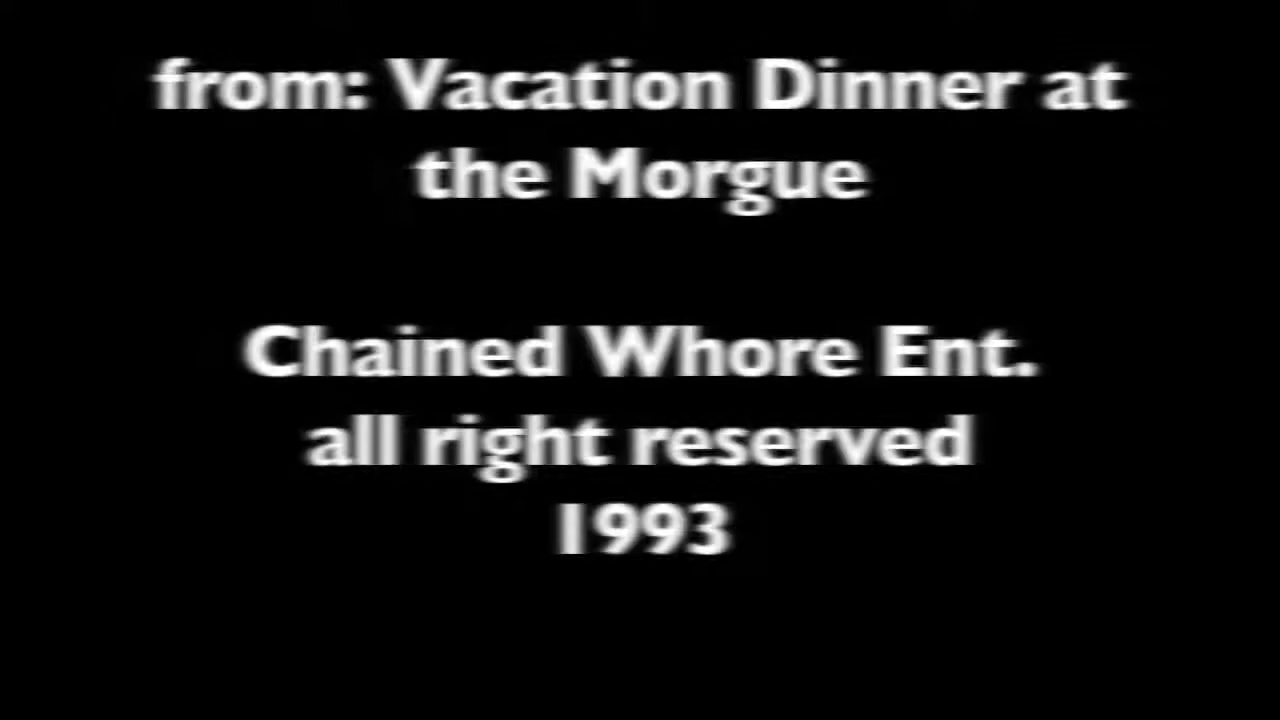 from: Vacation Dinner at
the Morgue
Chained Whore Ent.
all right reserved
1993